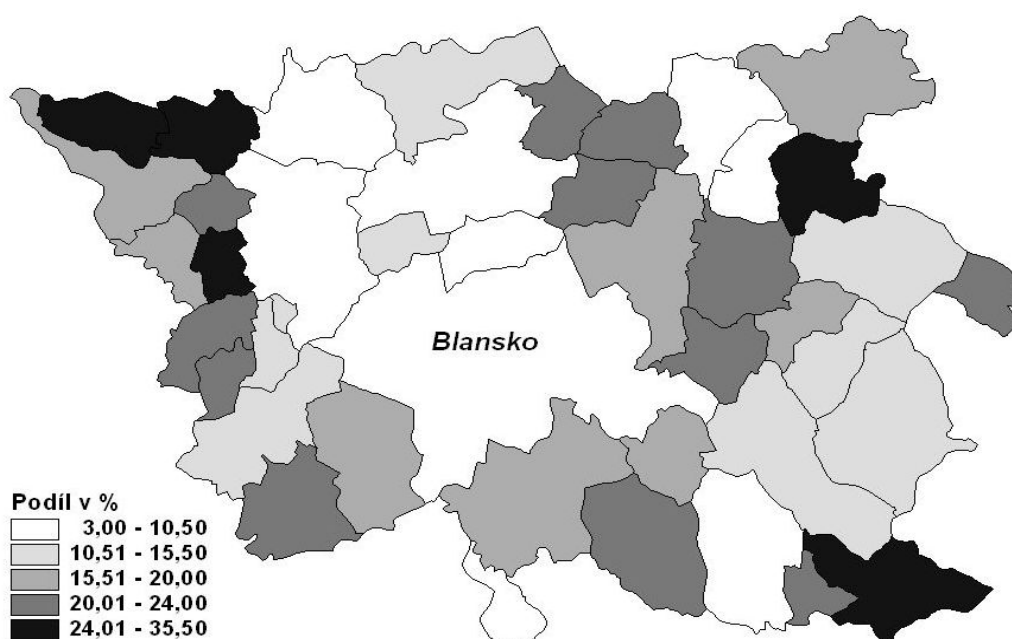 Blansko
Podíl v %
3,00 - 10,50
10,51 - 15,50
15,51 - 20,00
20,01 - 24,00
24,01 - 35,50